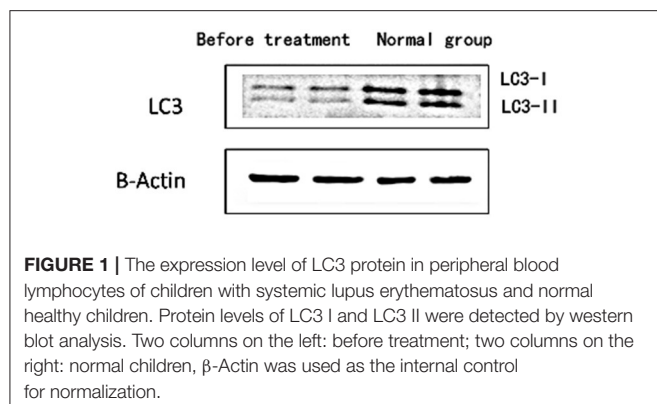 Before treatment Normal group
LC3-I
LC3
LC3-II
B-Actin
FIGURE 1 | The expression level of LC3 protein in peripheral blood
lymphocytes of children with systemic lupus erythematosus and normal
healthy children. Protein levels of LC3 I and LC3 II were detected by western
blot analysis. Two columns on the left: before treatment; two columns on the
right: normal children, β-Actin was used as the internal control
for normalization.